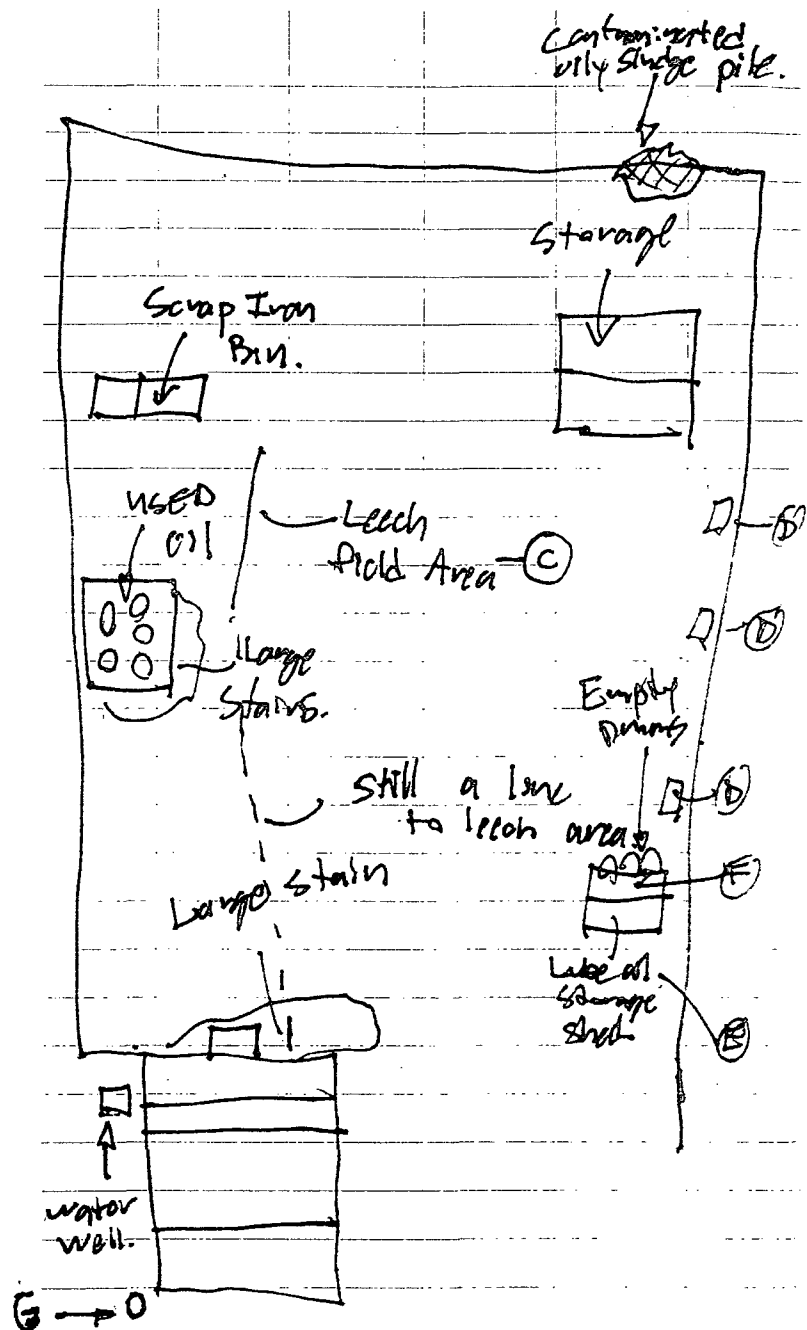 Contaminated
oily sludge pile.
Storage
Scrap Iron
Bin.
USED
oil
Leech
field Area
C
D
D
Large
Stains.
Empty
Drums
Still a line
to leech area
D
F
Large Stain
Lube oil
storage
shed.
E
water
well.
G